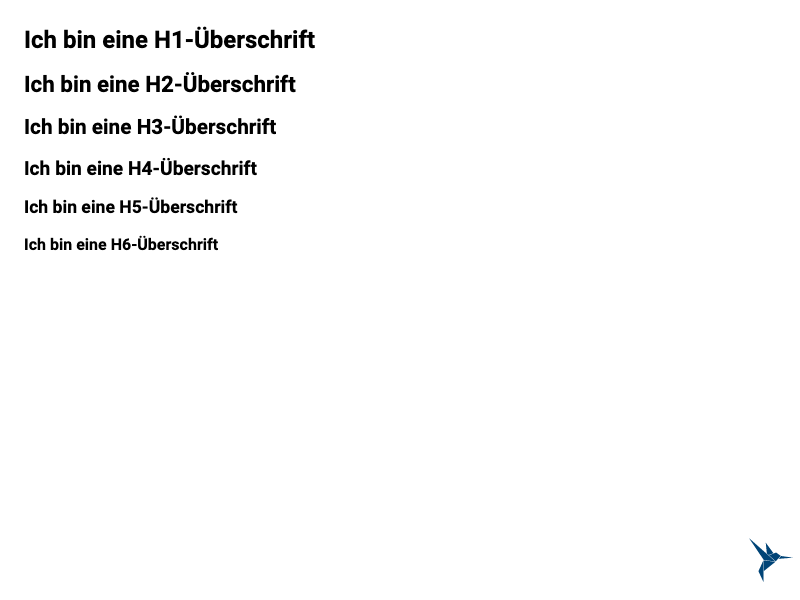 Ich bin eine H1-Überschrift
Ich bin eine H2-Überschrift
Ich bin eine H3-Überschrift
Ich bin eine H4-Überschrift
Ich bin eine H5-Überschrift
Ich bin eine H6-Überschrift